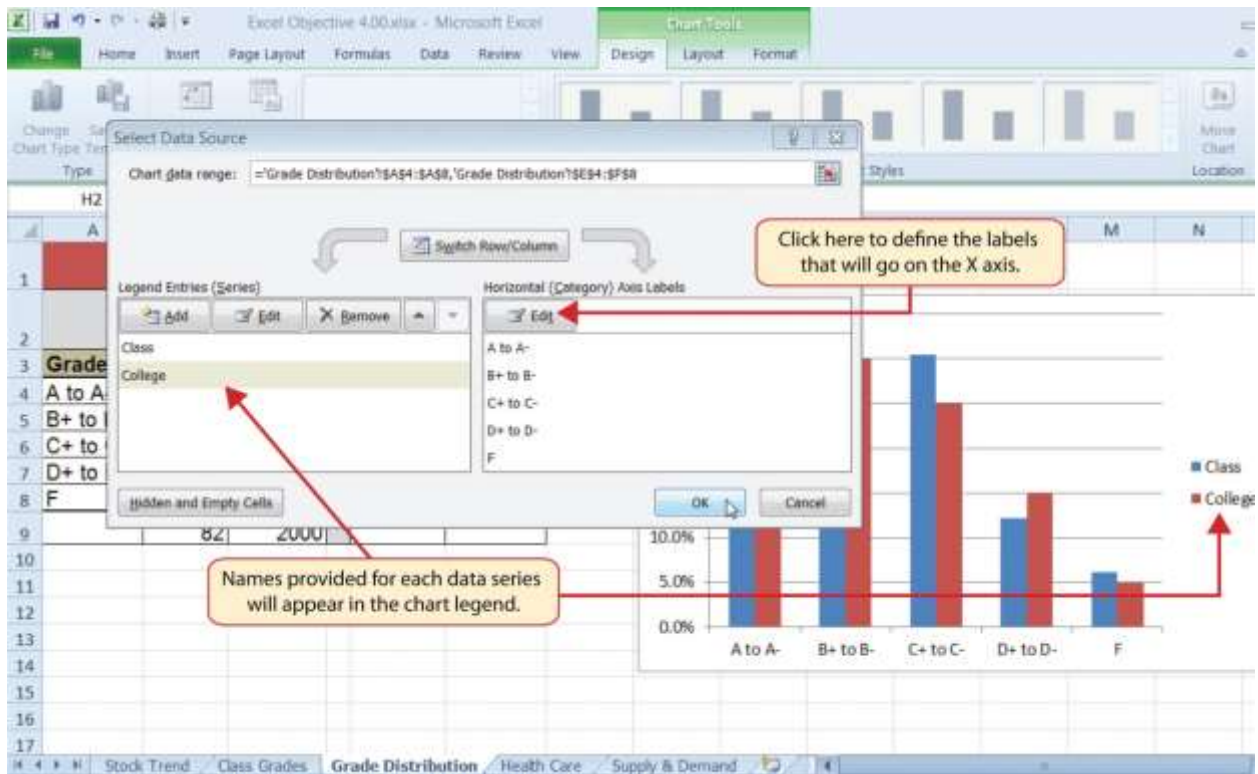 Excel Objective 4.00.xlsx - Microsoft Excel
Chart Tools
File Home Insert Page Layout Formulas Data Review View Design Layout Format
Change
Chart Type
Move
Chart
Type
Styles
Location
Select Data Source
Chart data range: ='Grade Distribution'!$A$4:$A$8,'Grade Distribution'!$E$4:$F$8
H2
Switch Row/Column
Click here to define the labels
that will go on the X axis.
A M N
Legend Entries (Series)
Horizontal (Category) Axis Labels
Add Edit Remove
Edit
Class
College
A to A-
B+ to B-
C+ to C-
D+ to D-
F
Hidden and Empty Cells
OK Cancel
1
2
3 Grade
4 A to A
5 B+ to
6 C+ to
7 D+ to
8 F
9 82 2000
10
11
12
13
14
15
16
17
Names provided for each data series
will appear in the chart legend.
Class
College
10.0%
5.0%
0.0%
A to A- B+ to B- C+ to C- D+ to D- F
Stock Trend Class Grades Grade Distribution Health Care Supply & Demand